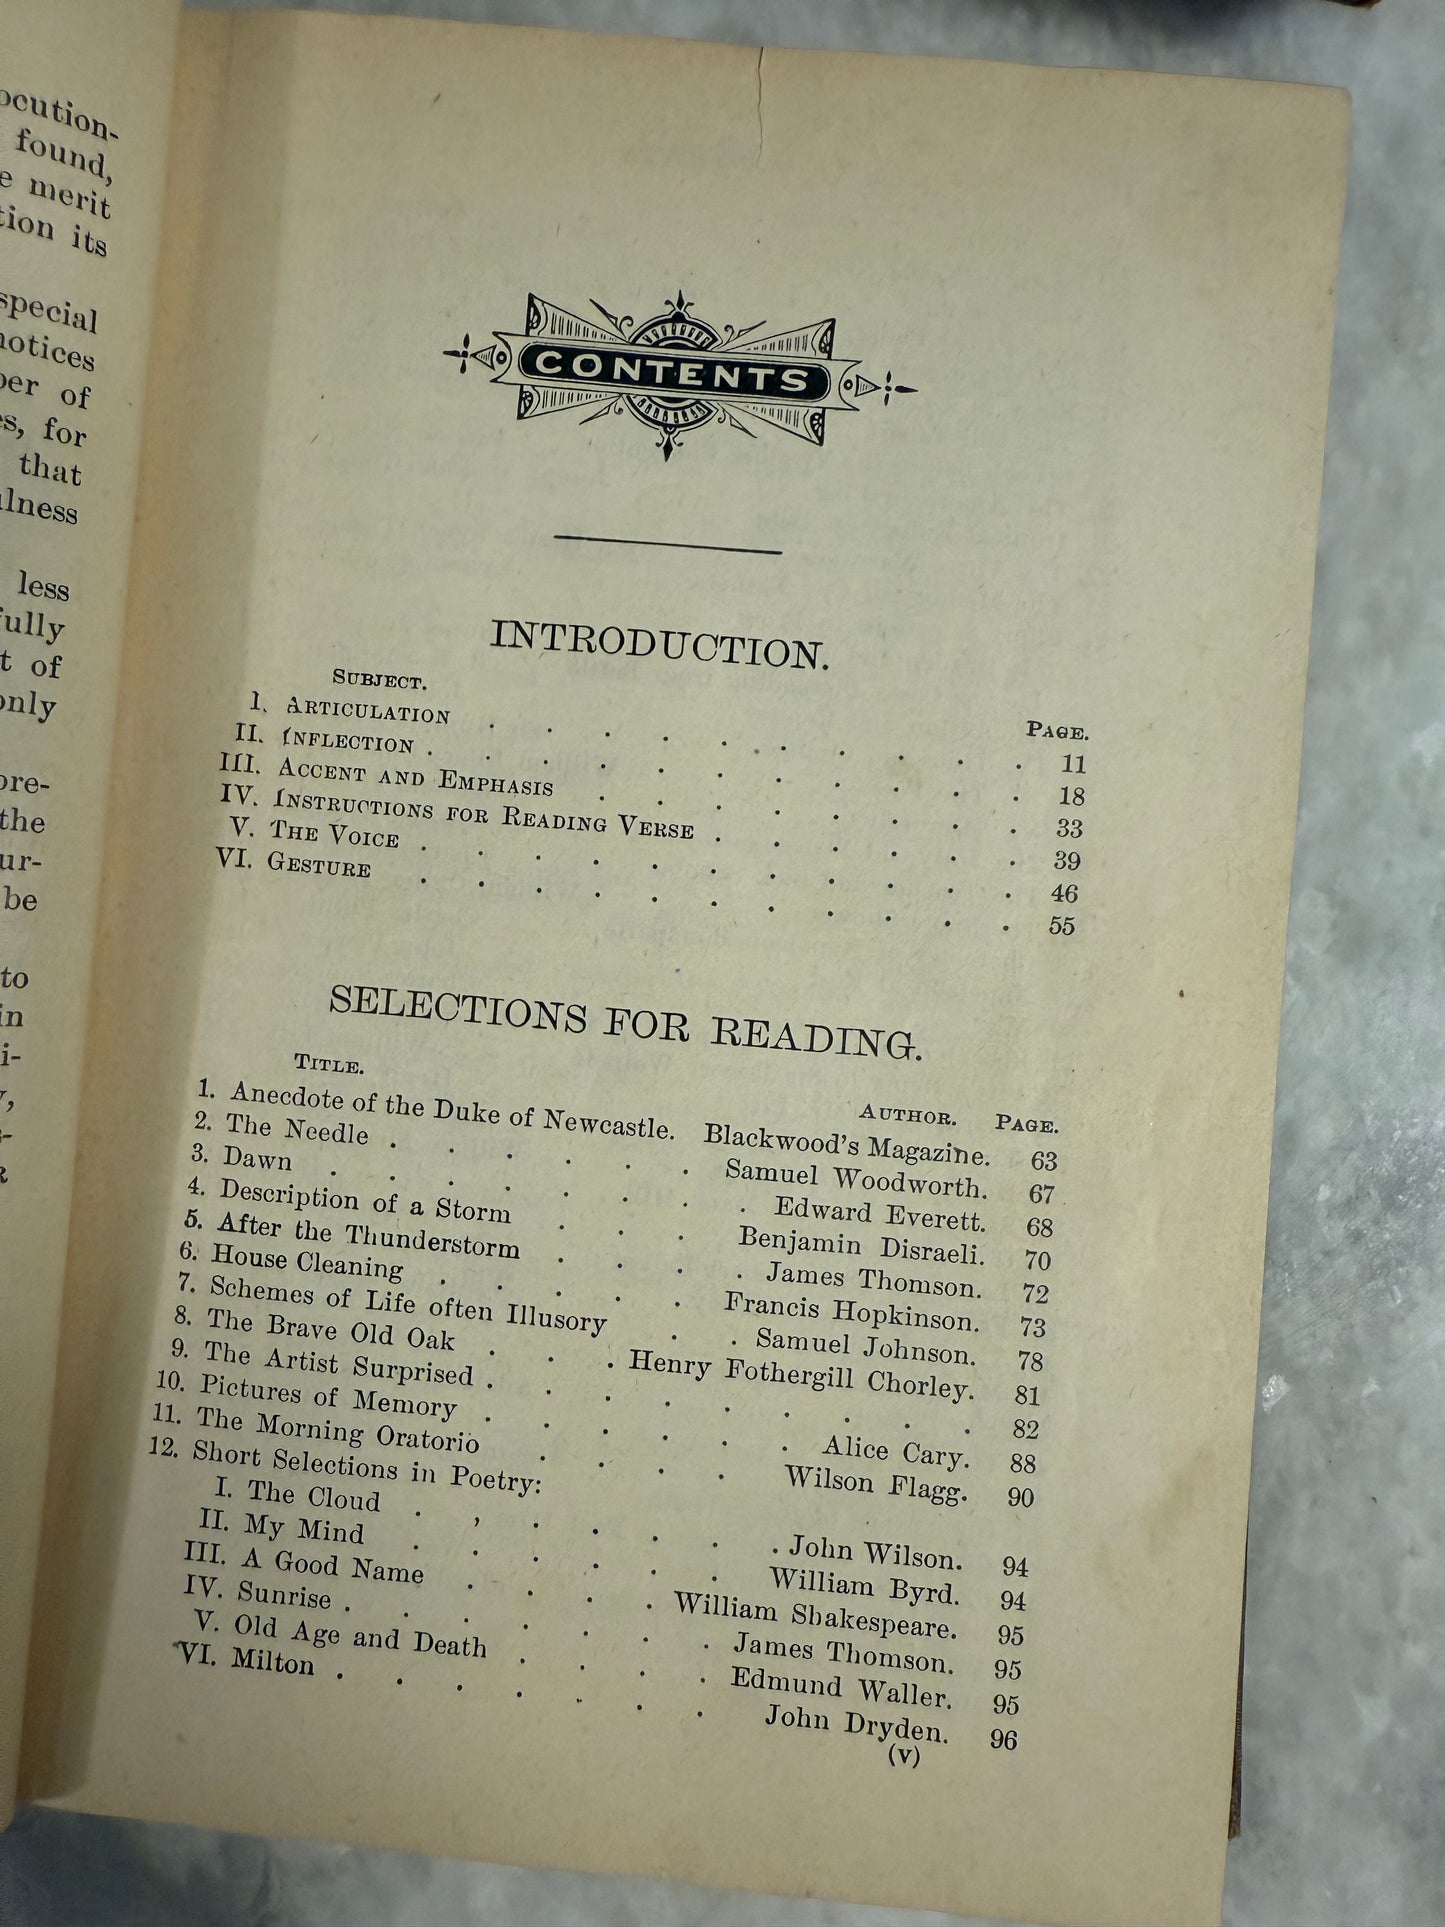 ocution-
found,
e merit
tion its
special
notices
ber of
es, for
that
ulness
less
fully
t of
only
pre-
the
ur-
be
to
in
i-
y,
s-
R
CONTENTS
INTRODUCTION.
SUBJECT. PAGE.
I. ARTICULATION . . . . . . . . . . 11
II. INFLECTION . . . . . . . . . . . 18
III. ACCENT AND EMPHASIS . . . . . . . . 33
IV. INSTRUCTIONS FOR READING VERSE . . . . . . 39
V. THE VOICE . . . . . . . . . . . 46
VI. GESTURE . . . . . . . . . . . 55
SELECTIONS FOR READING.
TITLE. AUTHOR. PAGE.
1. Anecdote of the Duke of Newcastle. Blackwood's Magazine. 63
2. The Needle . . . . . . Samuel Woodworth. 67
3. Dawn . . . . . . . . Edward Everett. 68
4. Description of a Storm . . . Benjamin Disraeli. 70
5. After the Thunderstorm . . . . James Thomson. 72
6. House Cleaning . . . . . Francis Hopkinson. 73
7. Schemes of Life often Illusory . . Samuel Johnson. 78
8. The Brave Old Oak . . . Henry Fothergill Chorley. 81
9. The Artist Surprised . . . . . . . . . 82
10. Pictures of Memory . . . . . . Alice Cary. 88
11. The Morning Oratorio . . . . Wilson Flagg. 90
12. Short Selections in Poetry:
I. The Cloud . . . . . . . John Wilson. 94
II. My Mind . . . . . . William Byrd. 94
III. A Good Name . . . . William Shakespeare. 95
IV. Sunrise . . . . . . . James Thomson. 95
V. Old Age and Death . . . . Edmund Waller. 95
VI. Milton . . . . . . . John Dryden. 96
(v)